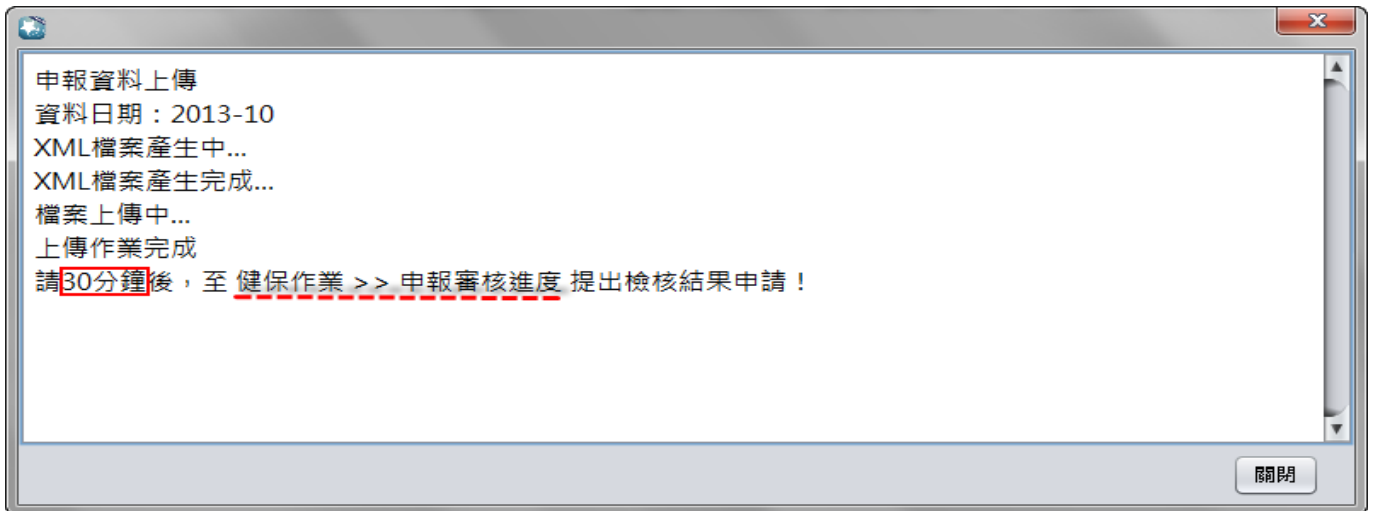 申報資料上傳
資料日期：2013-10
XML檔案產生中...
XML檔案產生完成...
檔案上傳中...
上傳作業完成
請30分鐘後，至 健保作業 >> 申報審核進度 提出檢核結果申請！
關閉